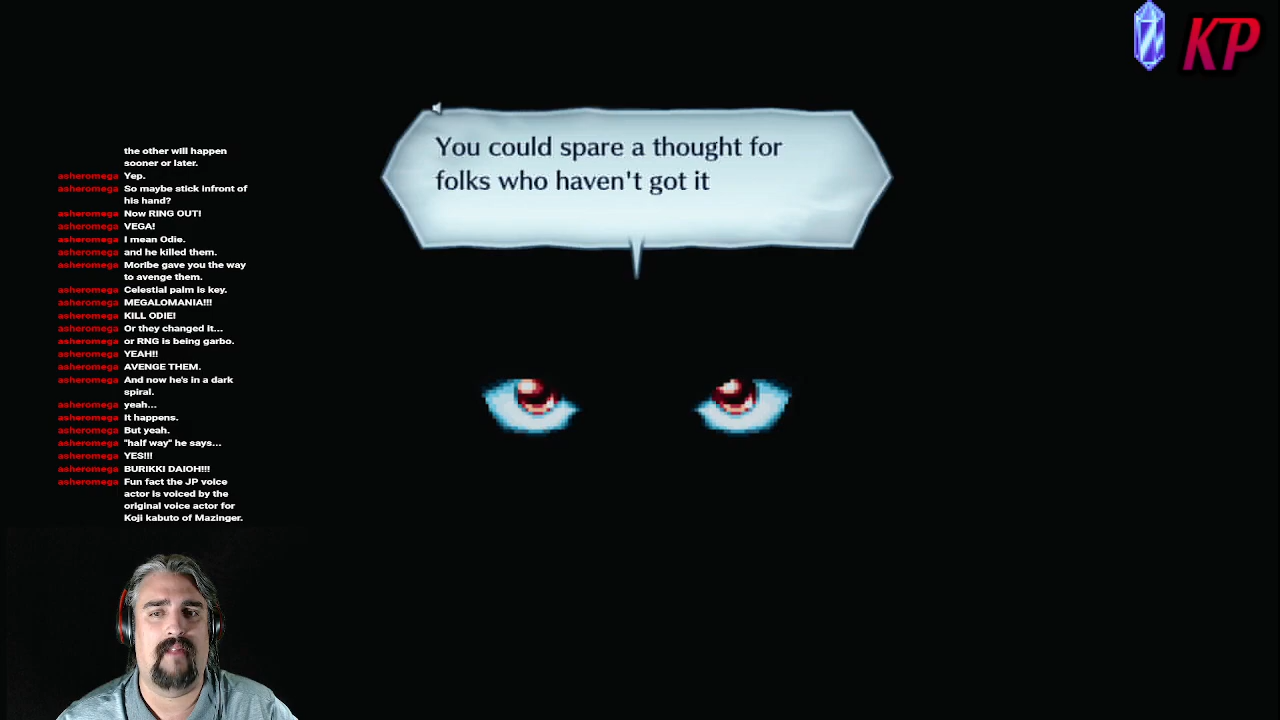 KP
You could spare a thought for
folks who haven't got it
the other will happen
sooner or later.
asheromega Yep.
asheromega So maybe stick infront of
his hand?
asheromega Now RING OUT!
asheromega VEGA!
asheromega I mean Odie.
asheromega and he killed them.
asheromega Moribe gave you the way
to avenge them.
asheromega Celestial palm is key.
asheromega MEGALOMANIA!!!
asheromega KILL ODIE!
asheromega Or they changed it...
asheromega or RNG is being garbo.
asheromega YEAH!!
asheromega AVENGE THEM.
asheromega And now he's in a dark
spiral.
asheromega yeah...
asheromega It happens.
asheromega But yeah.
asheromega "half way" he says...
asheromega YES!!!
asheromega BURIKKI DAIOH!!!
asheromega Fun fact the JP voice
actor is voiced by the
original voice actor for
Koji kabuto of Mazinger.